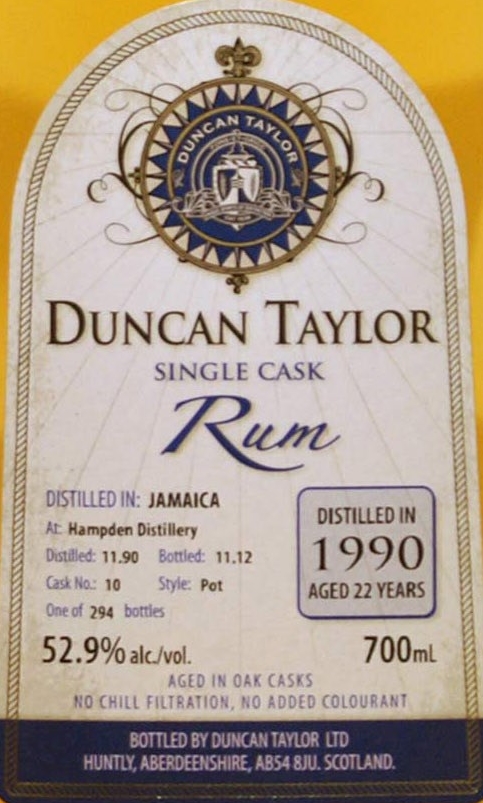 DUNCAN TAYLOR
DUNCAN TAYLOR
SINGLE CASK
Rum
DISTILLED IN: JAMAICA
At: Hampden Distillery
Distilled: 11.90 Bottled: 11.12
Cask No.: 10 Style: Pot
One of 294 bottles
DISTILLED IN
1990
AGED 22 YEARS
52.9% alc./vol. 700mL
AGED IN OAK CASKS
NO CHILL FILTRATION, NO ADDED COLOURANT
BOTTLED BY DUNCAN TAYLOR LTD
HUNTLY, ABERDEENSHIRE, AB54 8JU. SCOTLAND.